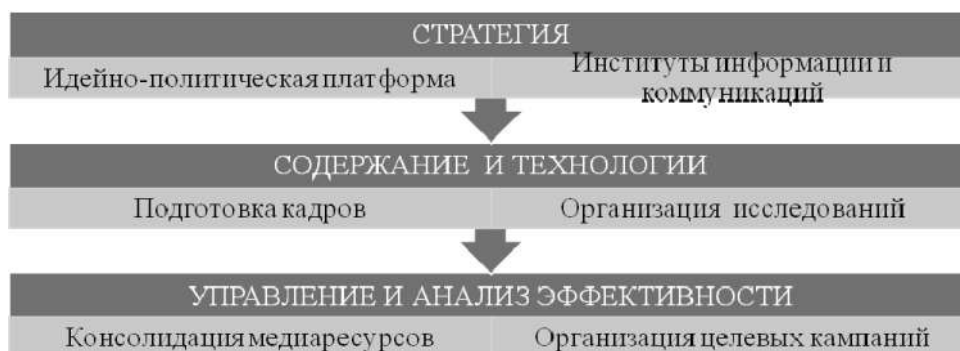 СТРАТЕГИЯ
Идейно-политическая платформа
Институты информации и
коммуникаций
СОДЕРЖАНИЕ И ТЕХНОЛОГИИ
Подготовка кадров
Организация исследований
УПРАВЛЕНИЕ И АНАЛИЗ ЭФФЕКТИВНОСТИ
Консолидация медиаресурсов
Организация целевых кампаний